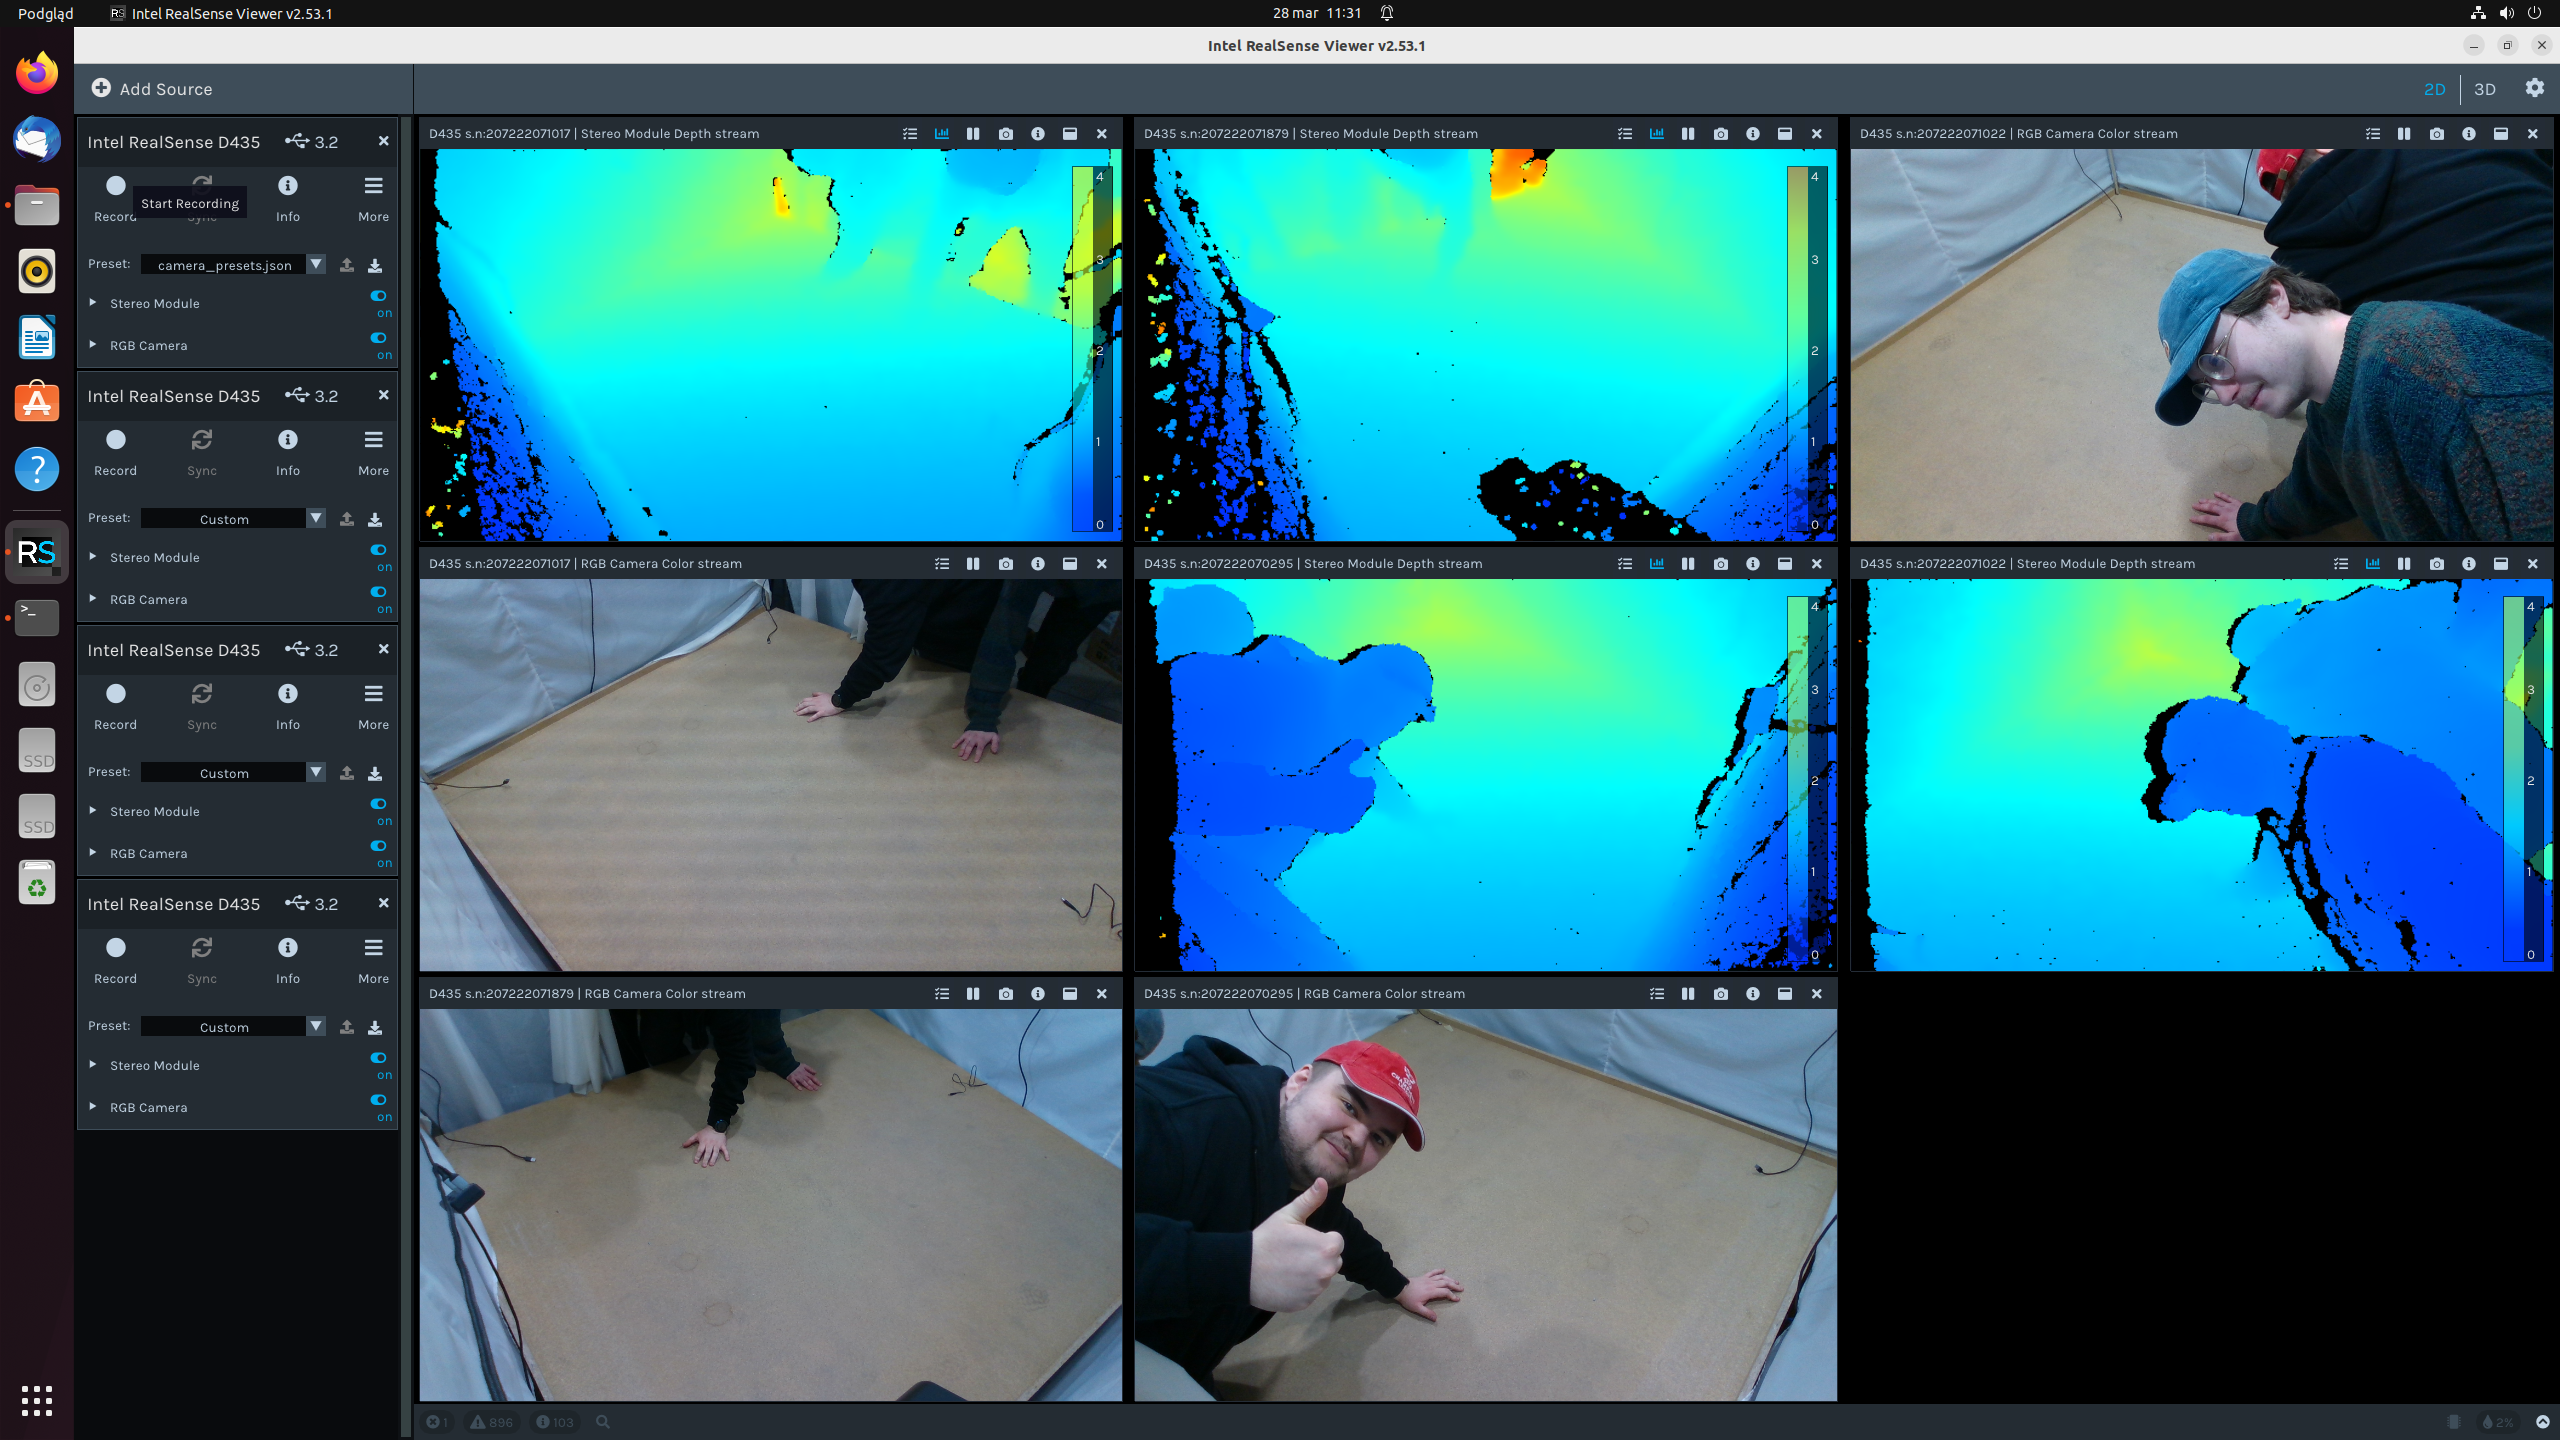 Podgląd
Intel RealSense Viewer v2.53.1
28 mar 11:31
Intel RealSense Viewer v2.53.1
Add Source
2D
3D
Intel RealSense D435
3.2
Record
Sync
Info
More
Start Recording
Preset:
camera_presets.json
Stereo Module
on
RGB Camera
on
Intel RealSense D435
3.2
Record
Sync
Info
More
Preset:
Custom
Stereo Module
on
RGB Camera
on
Intel RealSense D435
3.2
Record
Sync
Info
More
Preset:
Custom
Stereo Module
on
RGB Camera
on
Intel RealSense D435
3.2
Record
Sync
Info
More
Preset:
Custom
Stereo Module
on
RGB Camera
on
RS
SSD
SSD
D435 s.n:207222071017 | Stereo Module Depth stream
4
3
2
1
0
D435 s.n:207222071879 | Stereo Module Depth stream
4
3
2
1
0
D435 s.n:207222071022 | RGB Camera Color stream
D435 s.n:207222071017 | RGB Camera Color stream
D435 s.n:207222070295 | Stereo Module Depth stream
4
3
2
1
0
D435 s.n:207222071022 | Stereo Module Depth stream
4
3
2
1
0
D435 s.n:207222071879 | RGB Camera Color stream
D435 s.n:207222070295 | RGB Camera Color stream
1
896
103
2%